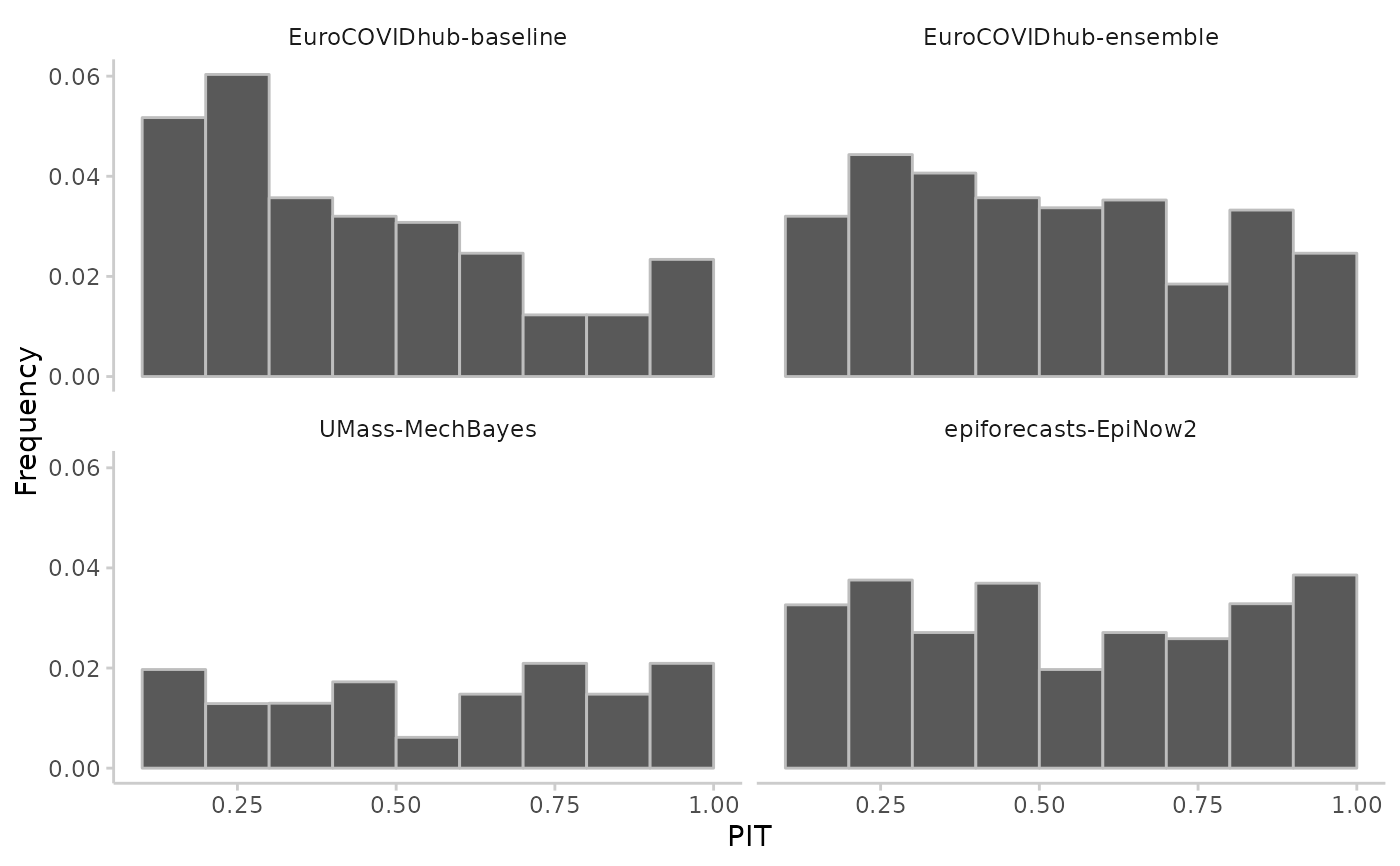 EuroCOVIDhub-baseline
EuroCOVIDhub-ensemble
0.06
0.04
0.02
0.00
Frequency
UMass-MechBayes
epiforecasts-EpiNow2
0.06
0.04
0.02
0.00
0.25 0.50 0.75 1.00
0.25 0.50 0.75 1.00
PIT